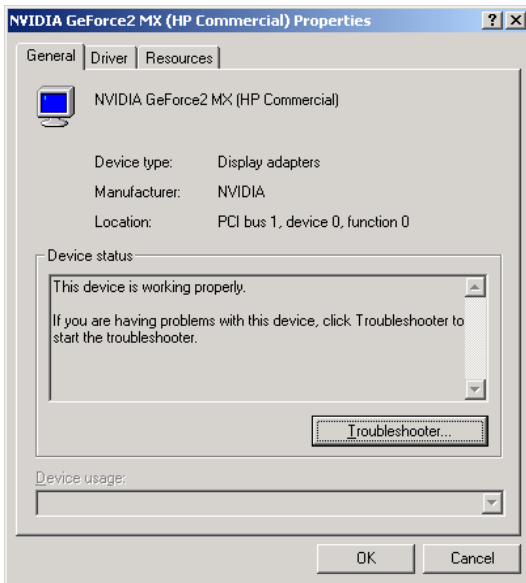 NVIDIA GeForce2 MX (HP Commercial) Properties
General Driver Resources
NVIDIA GeForce2 MX (HP Commercial)
Device type: Display adapters
Manufacturer: NVIDIA
Location: PCI bus 1, device 0, function 0
Device status
This device is working properly.
If you are having problems with this device, click Troubleshooter to
start the troubleshooter.
Troubleshooter...
Device usage:
OK Cancel